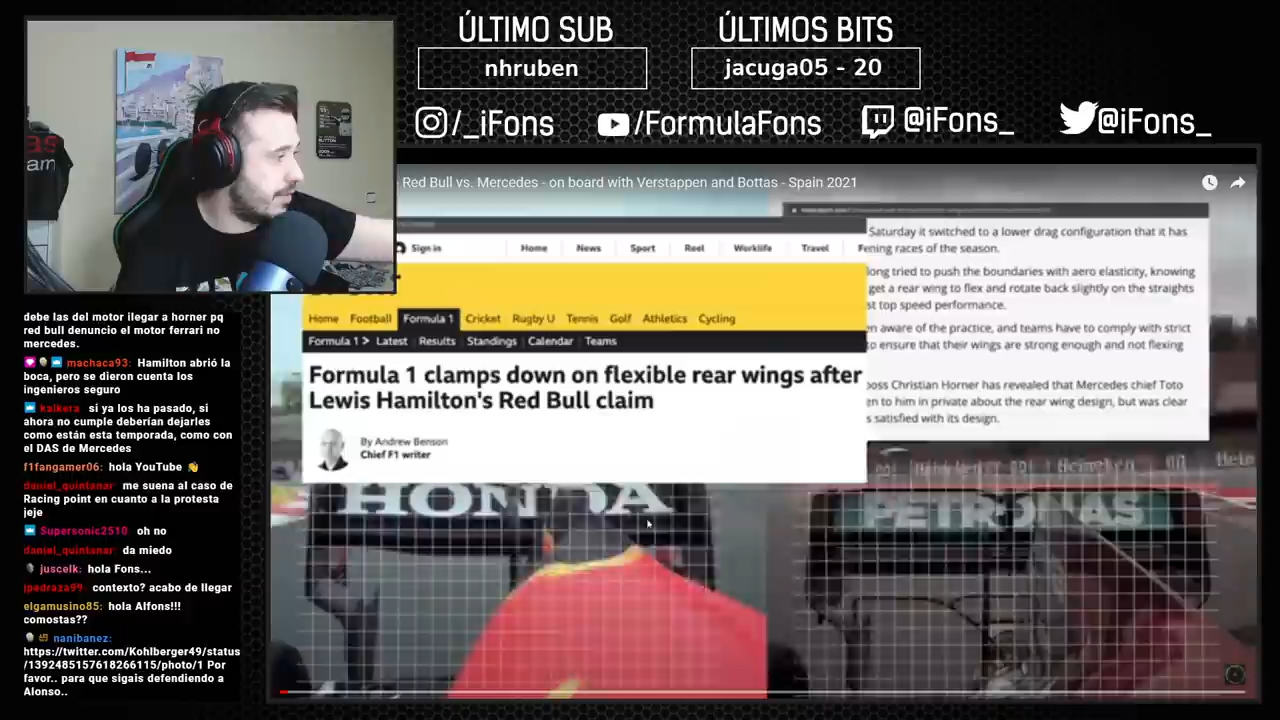 ÚLTIMO SUB
nhruben
ÚLTIMOS BITS
jacuga05 - 20
/_iFons
/FormulaFons
@iFons_
@iFons_
Red Bull vs. Mercedes - on board with Verstappen and Bottas - Spain 2021
Sign in
Home News Sport Reel Worklife Travel
Home Football Formula 1 Cricket Rugby U Tennis Golf Athletics Cycling
Formula 1 > Latest Results Standings Calendar Teams
Formula 1 clamps down on flexible rear wings after
Lewis Hamilton's Red Bull claim
By Andrew Benson
Chief F1 writer
Saturday it switched to a lower drag configuration that it has
ening races of the season.
long tried to push the boundaries with aero elasticity, knowing
get a rear wing to flex and rotate back slightly on the straights
st top speed performance.
en aware of the practice, and teams have to comply with strict
to ensure that their wings are strong enough and not flexing
boss Christian Horner has revealed that Mercedes chief Toto
en to him in private about the rear wing design, but was clear
s satisfied with its design.
HONDA
PETRONAS
debe las del motor ilegar a horner pq
red bull denuncio el motor ferrari no
mercedes.
machaca93: Hamilton abrió la
boca, pero se dieron cuenta los
ingenieros seguro
kalkera si ya los ha pasado, si
ahora no cumple deberían dejarles
como están esta temporada, como con
el DAS de Mercedes
f1fangamer06: hola YouTube
daniel_quintanar: me suena al caso de
Racing point en cuanto a la protesta
jeje
Supersonic2510 oh no
daniel_quintanar: da miedo
juscelk: hola Fons...
jpedraza99: contexto? acabo de llegar
elgamusino85: hola Alfons!!!
comostas??
nanibanez:
https://twitter.com/Kohlberger49/status
/1392485157618266115/photo/1 Por
favor.. para que sigais defendiendo a
Alonso..